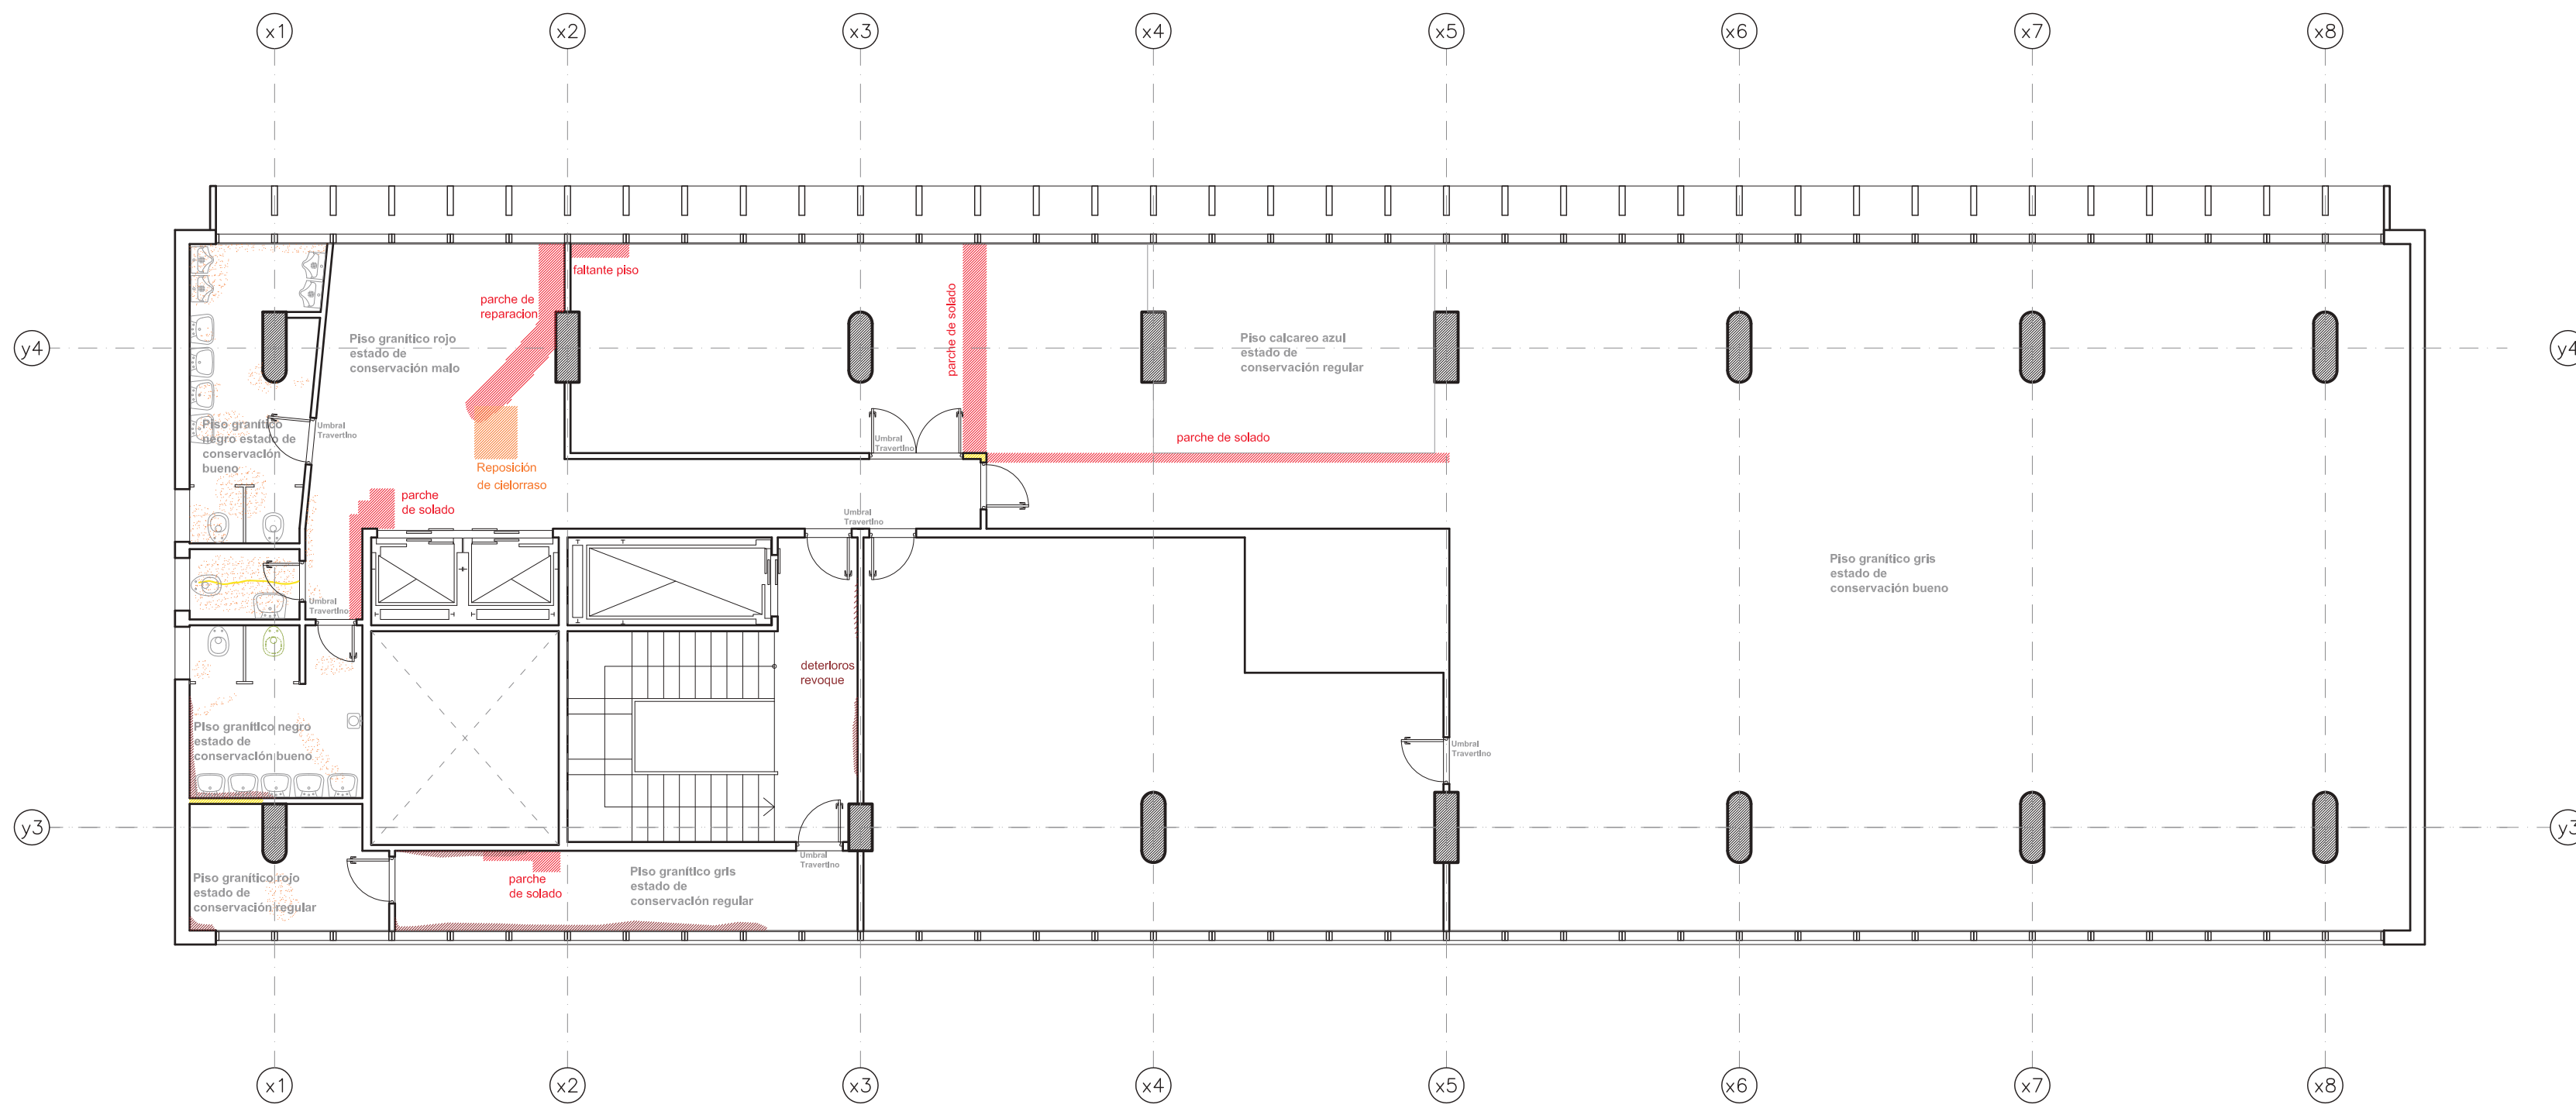 x1 x2 x3 x4 x5 x6 x7 x8
faltante piso
parche de
reparacion
parche de solado
Piso granítico rojo
estado de
conservación malo
Piso calcareo azul
estado de
conservación regular
y4
y4
Umbral
Travertino
Piso granítico
negro estado de
conservación
bueno
Umbral
Travertino
parche de solado
Reposición
de cielorraso
parche
de solado
Umbral
Travertino
Piso granítico gris
estado de
conservación bueno
Umbral
Travertino
deterioros
revoque
Piso granítico negro
estado de
conservación bueno
Umbral
Travertino
y3
y3
Umbral
Travertino
Piso granítico rojo
estado de
conservación regular
parche
de solado
Piso granítico gris
estado de
conservación regular
x1 x2 x3 x4 x5 x6 x7 x8